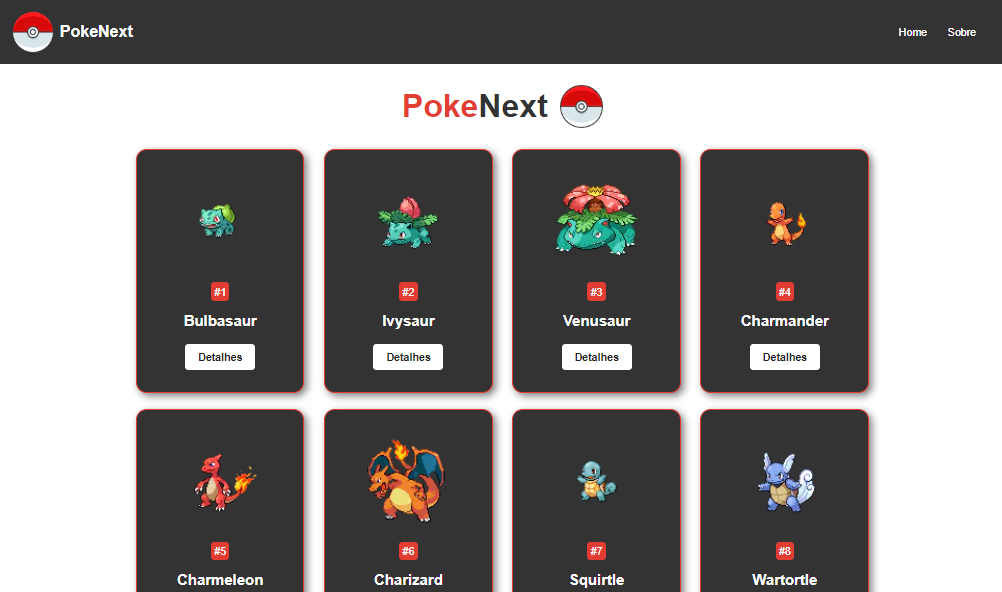 PokeNext
Home Sobre
PokeNext
#1 #2 #3 #4
Bulbasaur Ivysaur Venusaur Charmander
Detalhes Detalhes Detalhes Detalhes
#5 #6 #7 #8
Charmeleon Charizard Squirtle Wartortle